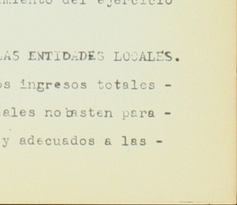 miento del ejercicio
LAS ENTIDADES LOCALES.
os ingresos totales -
ales no basten para -
y adecuados a las -